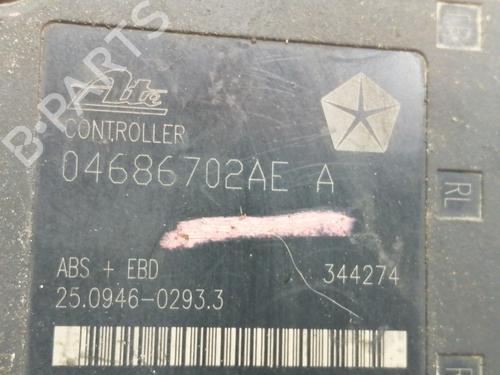 B-PARTS
Ate
CONTROLLER
04686702AE A
ABS + EBD 344274
25.0946-0293.3
RL